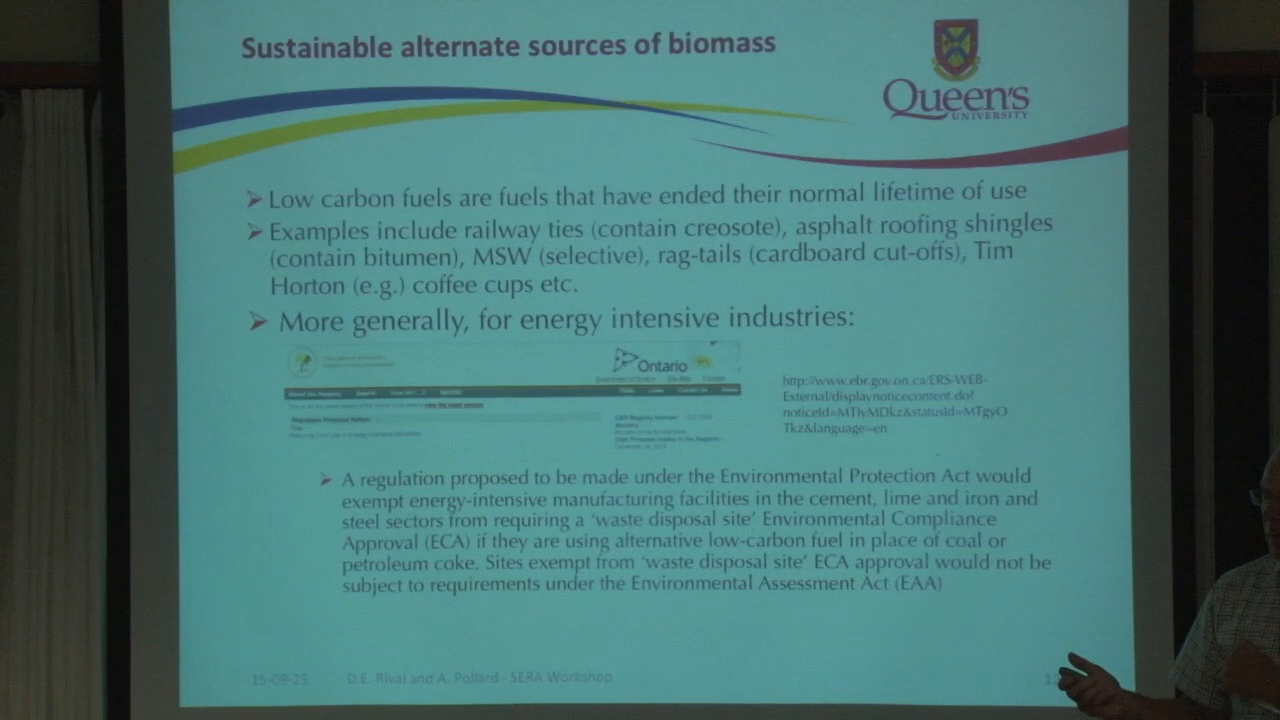 Sustainable alternate sources of biomass
Queen's
UNIVERSITY
➢ Low carbon fuels are fuels that have ended their normal lifetime of use
➢ Examples include railway ties (contain creosote), asphalt roofing shingles
(contain bitumen), MSW (selective), rag-tails (cardboard cut-offs), Tim
Horton (e.g.) coffee cups etc.
➢ More generally, for energy intensive industries:
Ontario
http://www.ebr.gov.on.ca/ERS-WEB-
External/displaynoticecontent.do?
noticeId=MTIyMDkz&statusId=MTgyO
Tkz&language=en
➢ A regulation proposed to be made under the Environmental Protection Act would
exempt energy-intensive manufacturing facilities in the cement, lime and iron and
steel sectors from requiring a ‘waste disposal site’ Environmental Compliance
Approval (ECA) if they are using alternative low-carbon fuel in place of coal or
petroleum coke. Sites exempt from ‘waste disposal site’ ECA approval would not be
subject to requirements under the Environmental Assessment Act (EAA)
15-09-25 D.E. Rival and A. Pollard - SERA Workshop